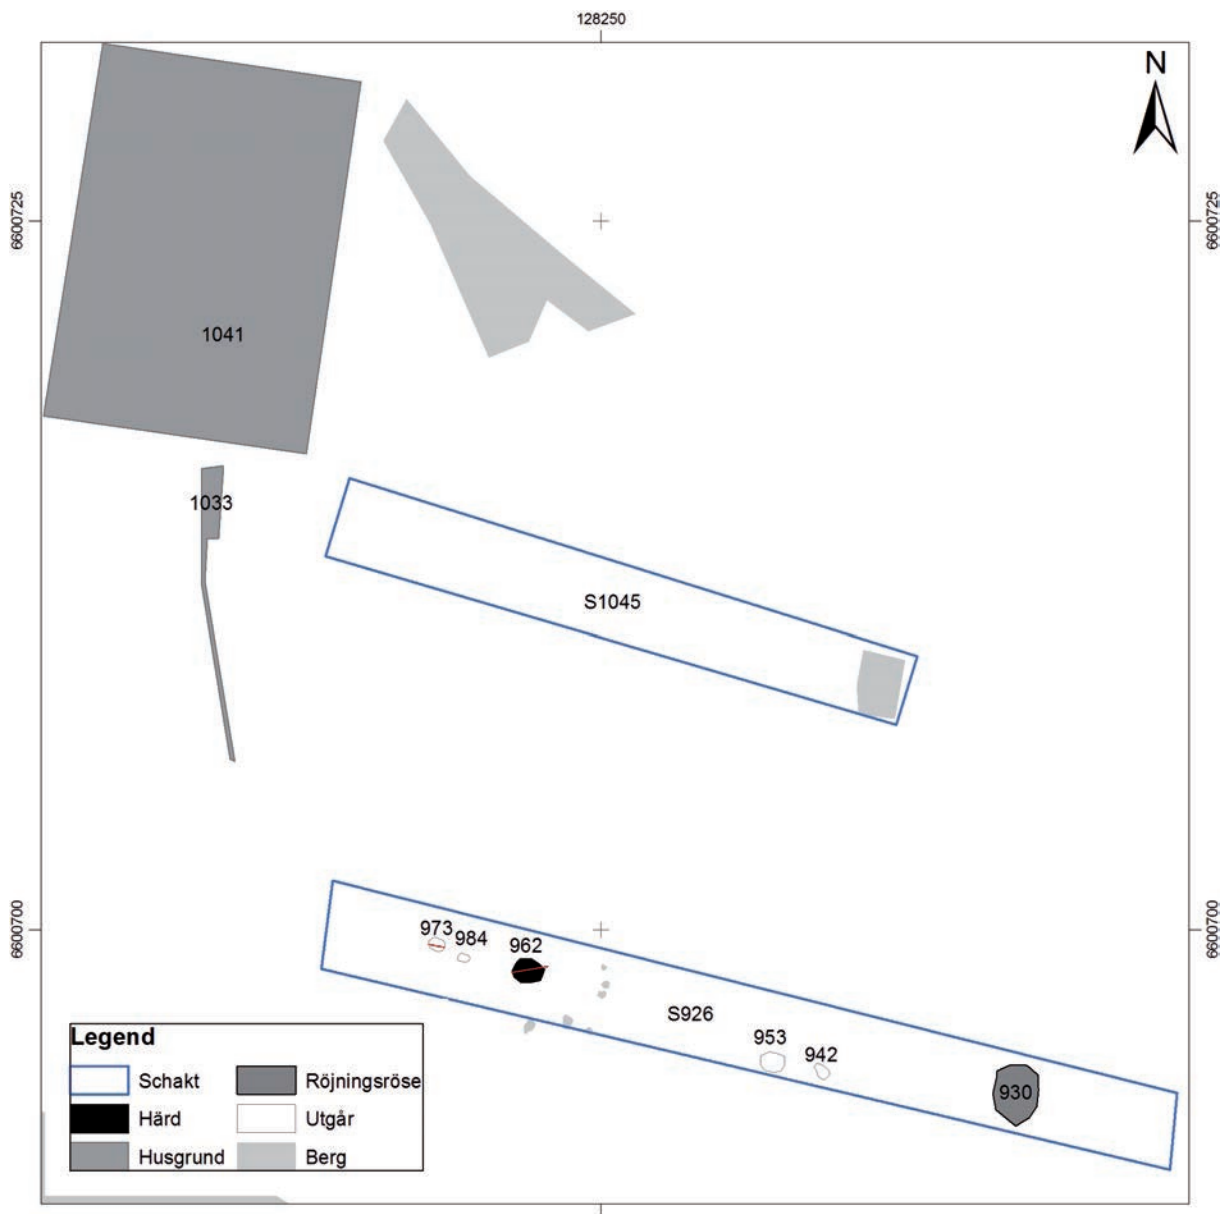 128250
N
6600725
6600725
1041
1033
S1045
6600700
6600700
973
984
962
S926
953
942
930
Legend
Schakt
Röjningsröse
Härd
Utgår
Husgrund
Berg